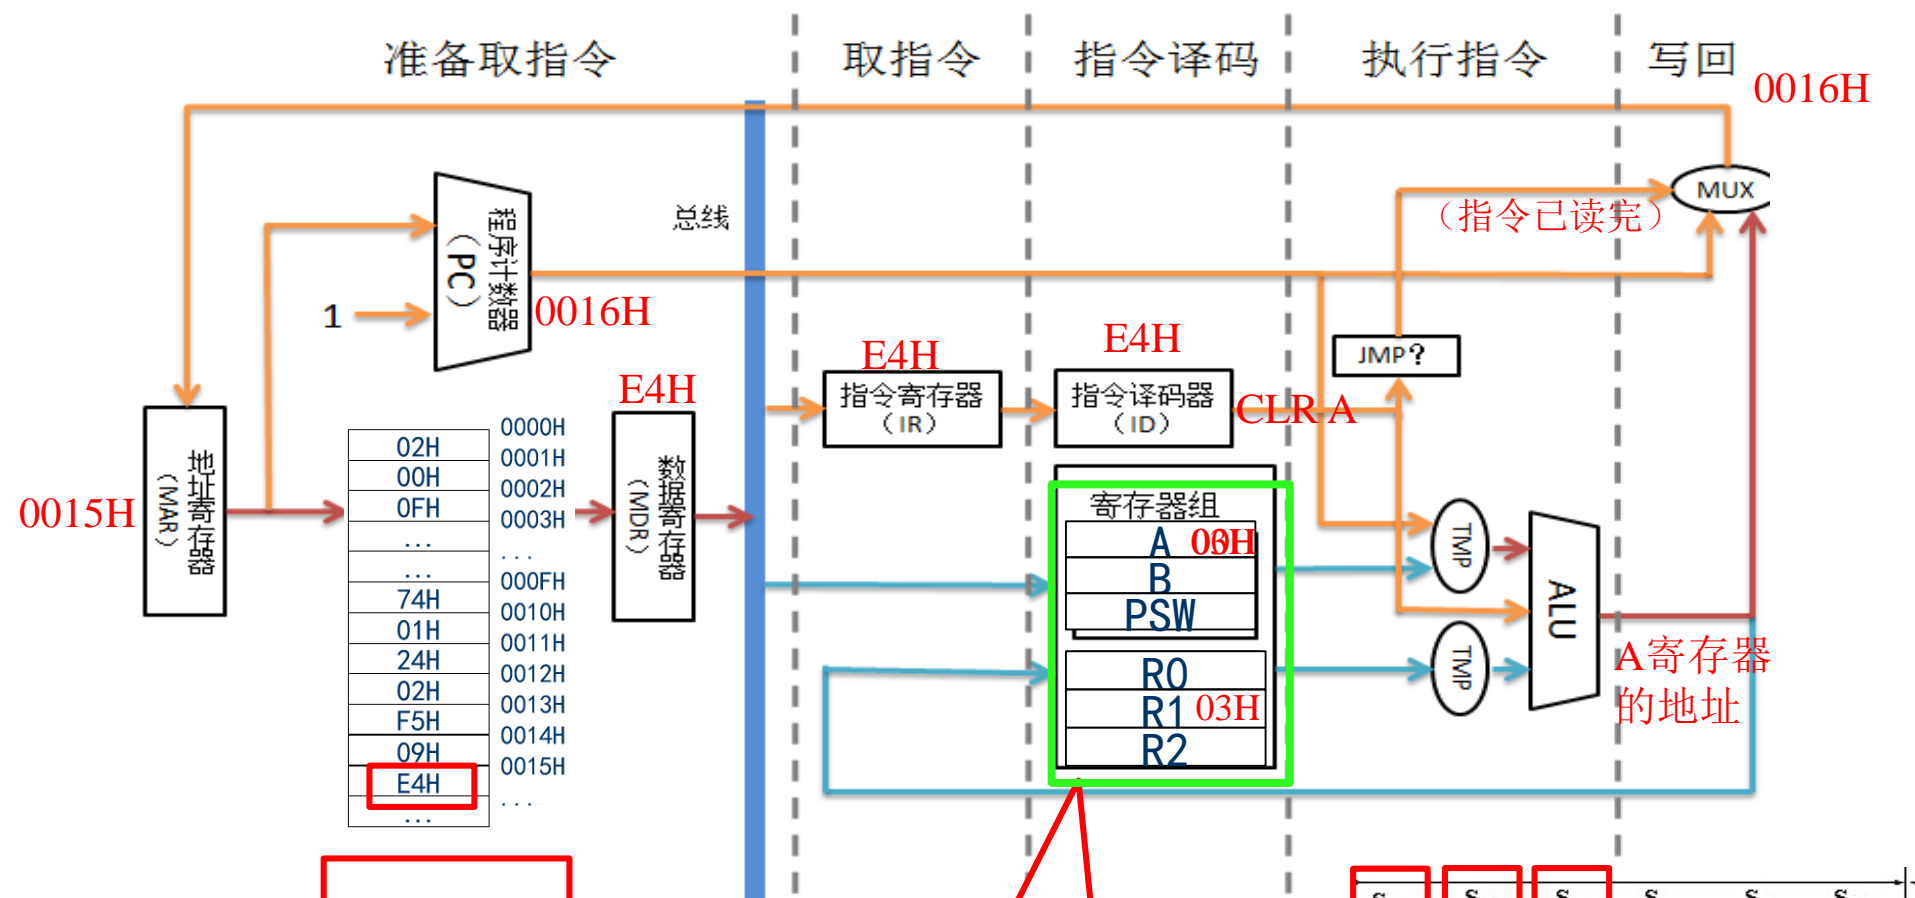 准备取指令
取指令
指令译码
执行指令
写回
0016H
MUX
（指令已读完）
总线
程序计数器
（PC）
1
0016H
JMP?
E4H
E4H
E4H
指令寄存器
（IR）
指令译码器
（ID）
CLR A
地址寄存器
（MAR）
0015H
02H
00H
0FH
...
...
74H
01H
24H
02H
F5H
09H
E4H
...
0000H
0001H
0002H
0003H
...
000FH
0010H
0011H
0012H
0013H
0014H
0015H
...
数据寄存器
（MDR）
寄存器组
A
B
PSW
R0
R1 03H
R2
TMP
TMP
ALU
A寄存器
的地址